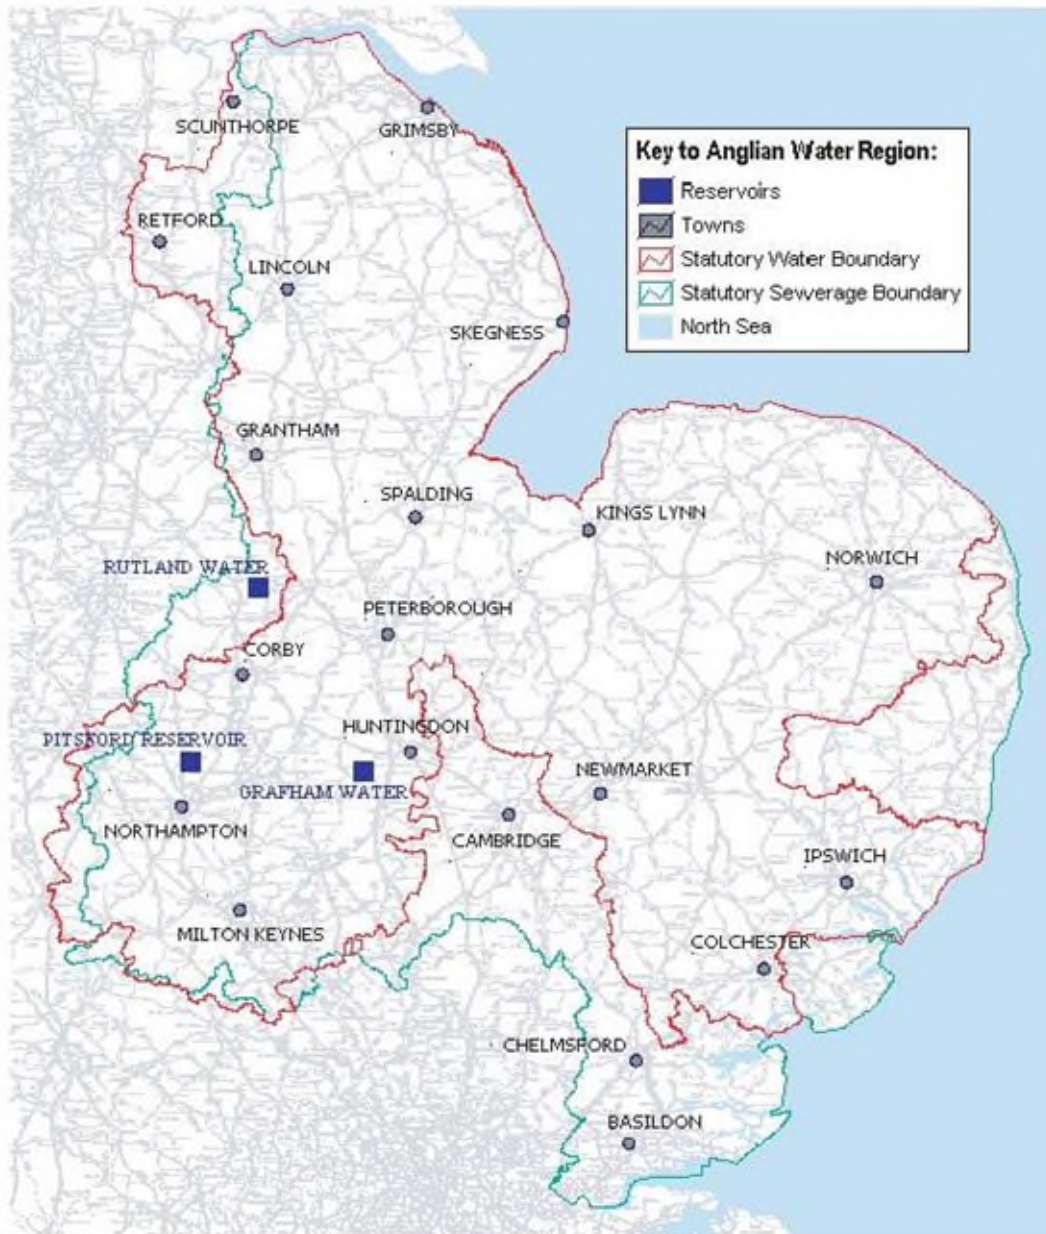 SCUNTHORPE
GRIMSBY
Key to Anglian Water Region:
Reservoirs
Towns
Statutory Water Boundary
Statutory Sewerage Boundary
North Sea
RETFORD
LINCOLN
SKEGNESS
GRANTHAM
SPALDING
KINGS LYNN
NORWICH
RUTLAND WATER
PETERBOROUGH
CORBY
HUNTINGDON
PITSFORD RESERVOIR
NEWMARKET
GRAFHAM WATER
NORTHAMPTON
CAMBRIDGE
IPSWICH
MILTON KEYNES
COLCHESTER
CHELMSFORD
BASILDON